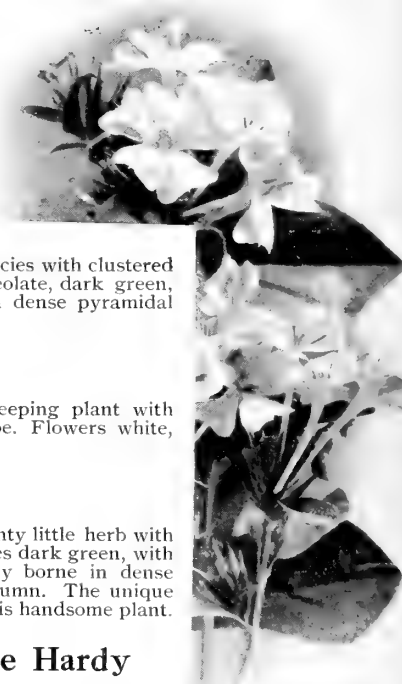 cies with clustered
eolate, dark green,
dense pyramidal
eeping plant with
e. Flowers white,
nty little herb with
es dark green, with
y borne in dense
umn. The unique
is handsome plant.
e Hardy